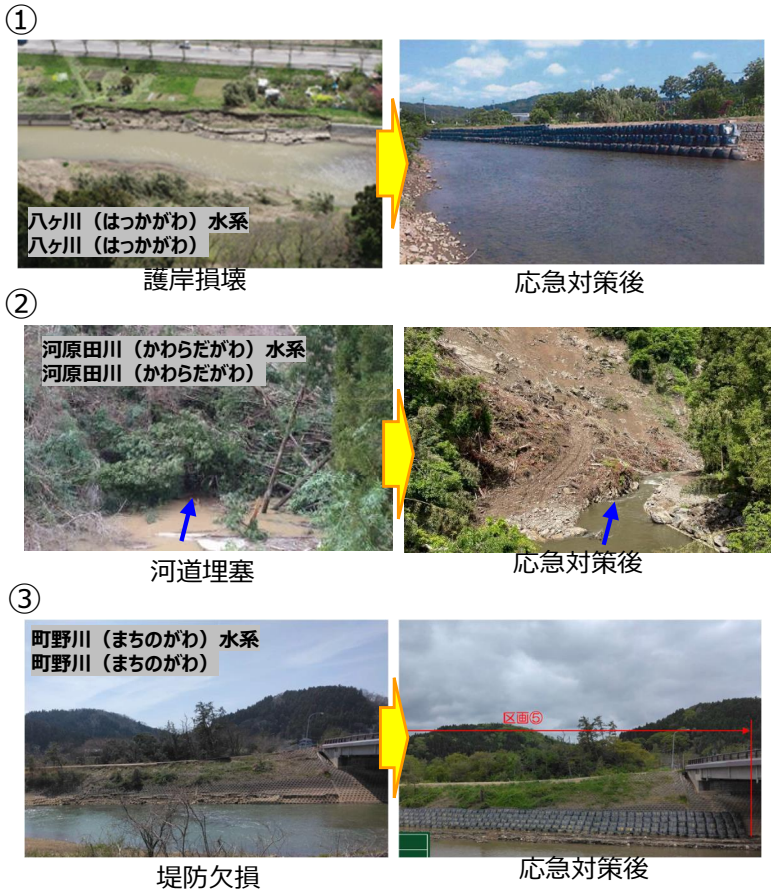 ①
八ヶ川（はっかがわ）水系
八ヶ川（はっかがわ）
護岸損壊
応急対策後
②
河原田川（かわらだがわ）水系
河原田川（かわらだがわ）
河道埋塞
応急対策後
③
町野川（まちのがわ）水系
町野川（まちのがわ）
区画⑤
堤防欠損
応急対策後